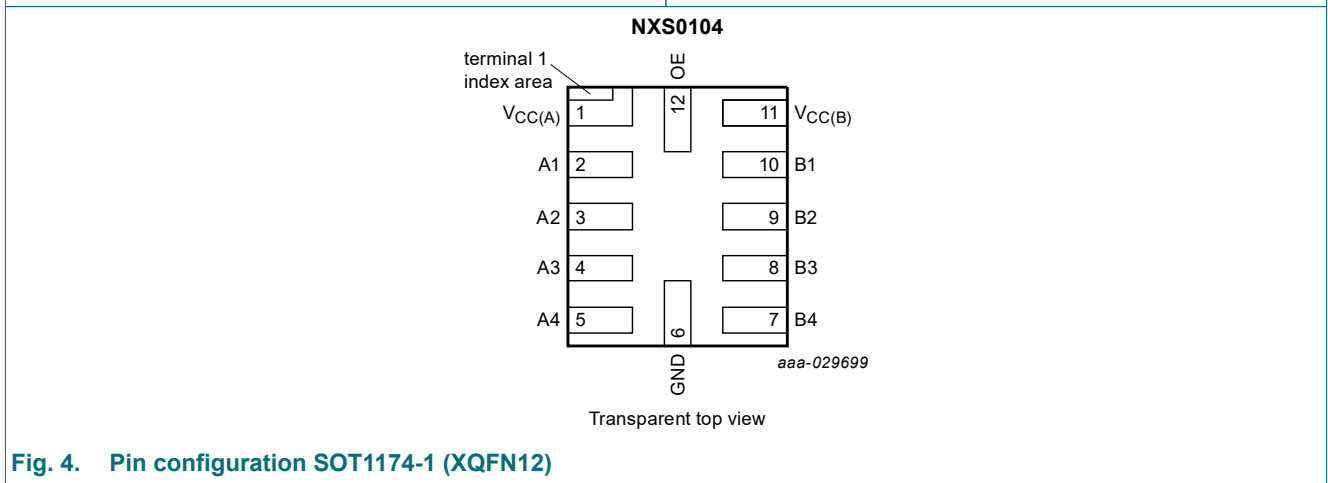 NXS0104
terminal 1
index area
OE
12
VCC(A) 1
11 VCC(B)
A1 2
10 B1
A2 3
9 B2
A3 4
8 B3
A4 5
7 B4
6
GND
aaa-029699
Transparent top view
Fig. 4. Pin configuration SOT1174-1 (XQFN12)